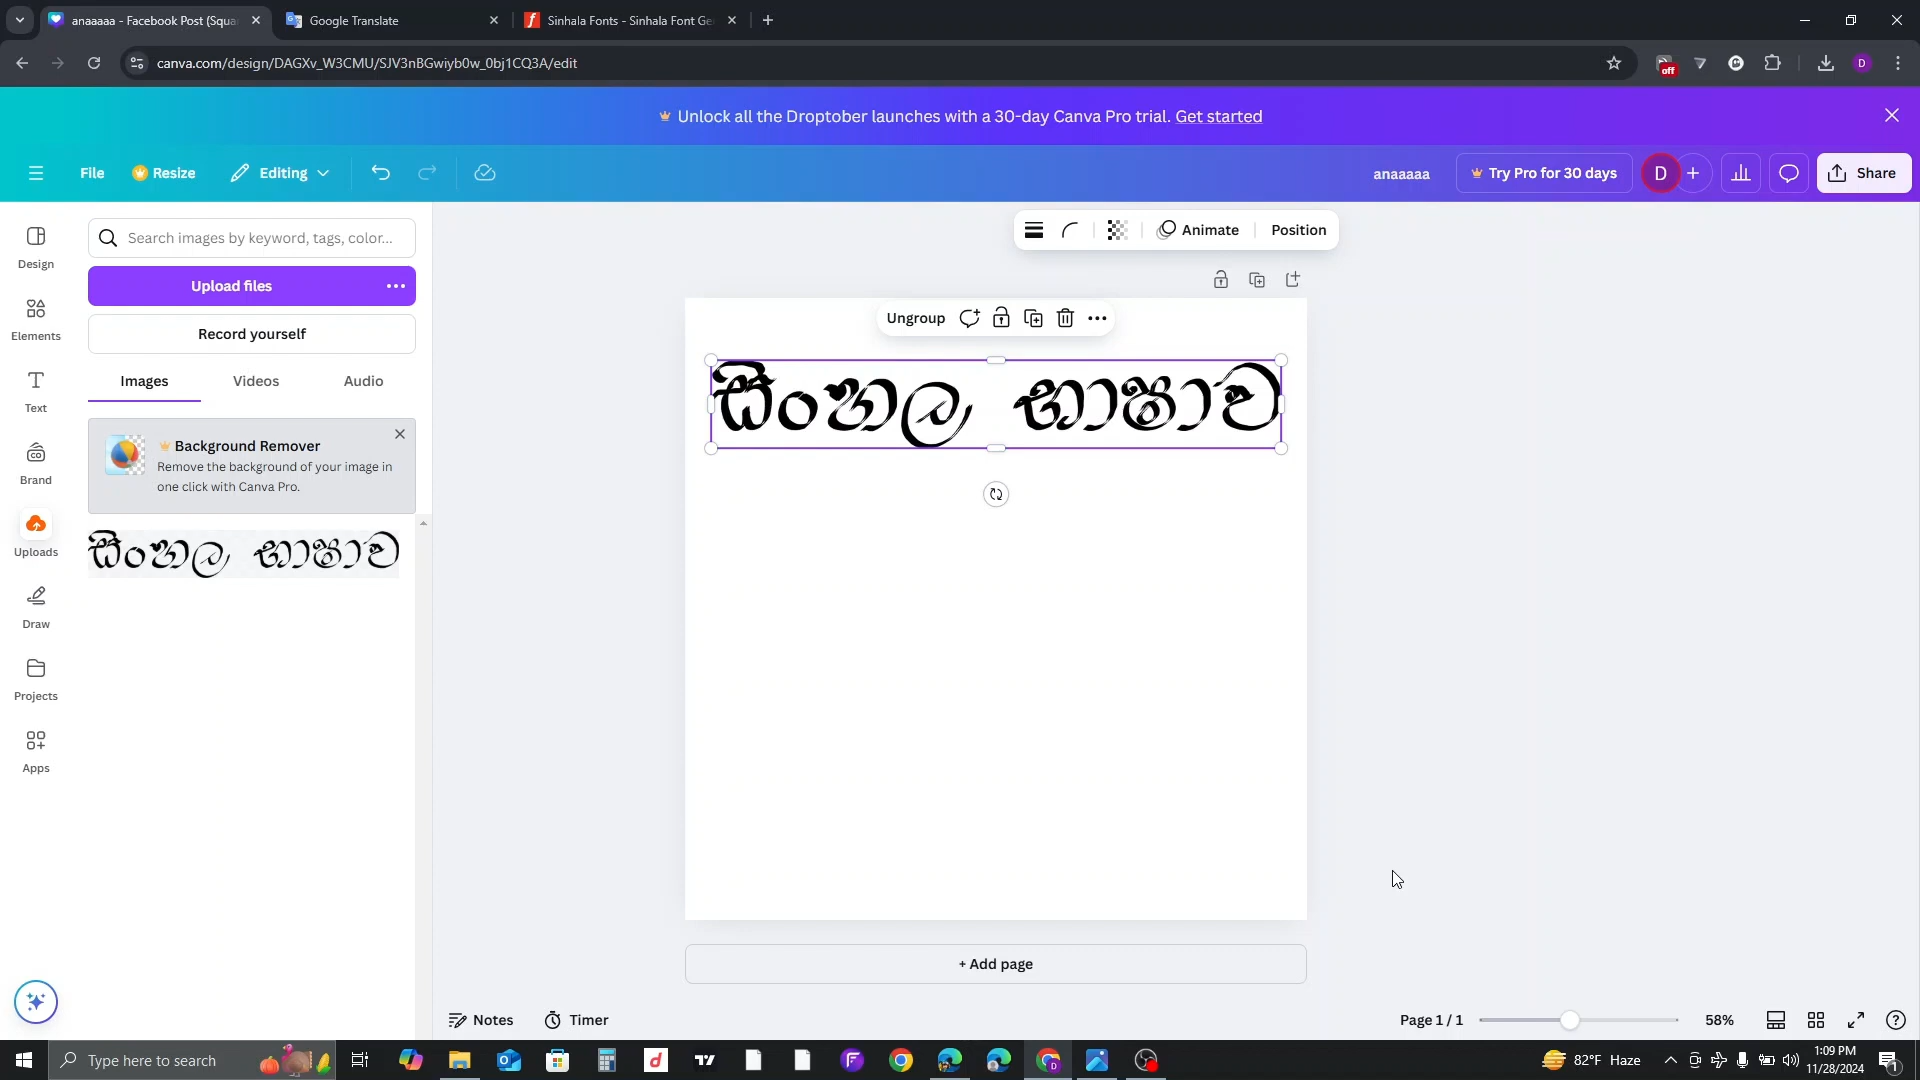 anaaaaa - Facebook Post (Squa
Google Translate
Sinhala Fonts - Sinhala Font Ge
canva.com/design/DAGXv_W3CMU/SJV3nBGwiyb0w_0bj1CQ3A/edit
off
D
Unlock all the Droptober launches with a 30-day Canva Pro trial. Get started
File
Resize
Editing
anaaaaa
Try Pro for 30 days
D
Share
Design
Elements
Text
Brand
Uploads
Draw
Projects
Apps
Search images by keyword, tags, color...
Upload files
Record yourself
Images
Videos
Audio
Background Remover
Remove the background of your image in
one click with Canva Pro.
සිංහල භාෂාව
Animate
Position
Ungroup
සිංහල භාෂාව
+ Add page
Notes
Timer
Page 1 / 1
58%
Type here to search
82°F Haze
1:09 PM
11/28/2024
1